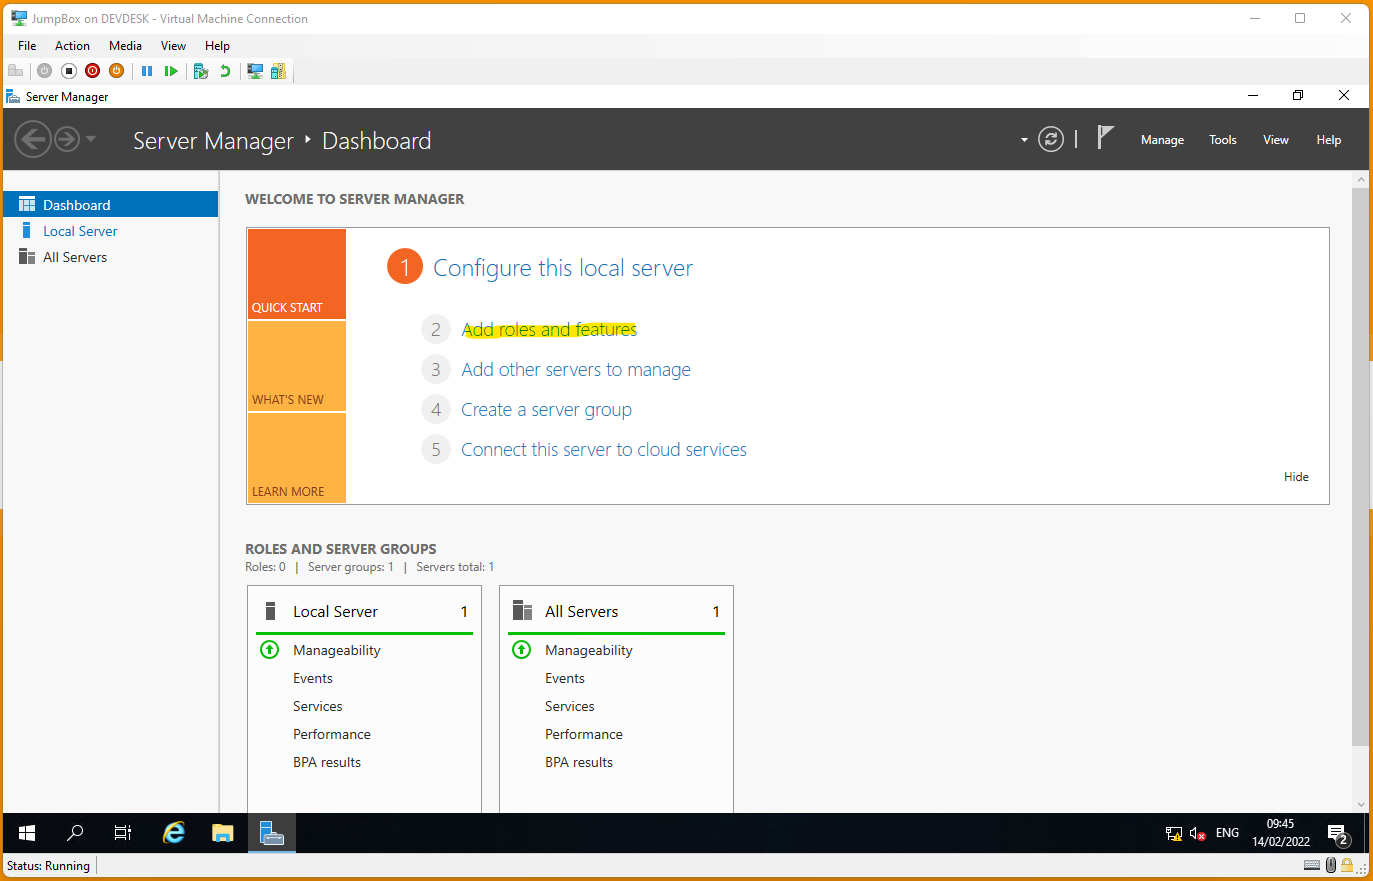 JumpBox on DEVDESK - Virtual Machine Connection
File Action Media View Help
Server Manager
Server Manager Dashboard
Manage Tools View Help
Dashboard
Local Server
All Servers
WELCOME TO SERVER MANAGER
QUICK START
WHAT'S NEW
LEARN MORE
1 Configure this local server
2 Add roles and features
3 Add other servers to manage
4 Create a server group
5 Connect this server to cloud services
Hide
ROLES AND SERVER GROUPS
Roles: 0 | Server groups: 1 | Servers total: 1
Local Server 1
Manageability
Events
Services
Performance
BPA results
All Servers 1
Manageability
Events
Services
Performance
BPA results
ENG
09:45
14/02/2022
2
Status: Running